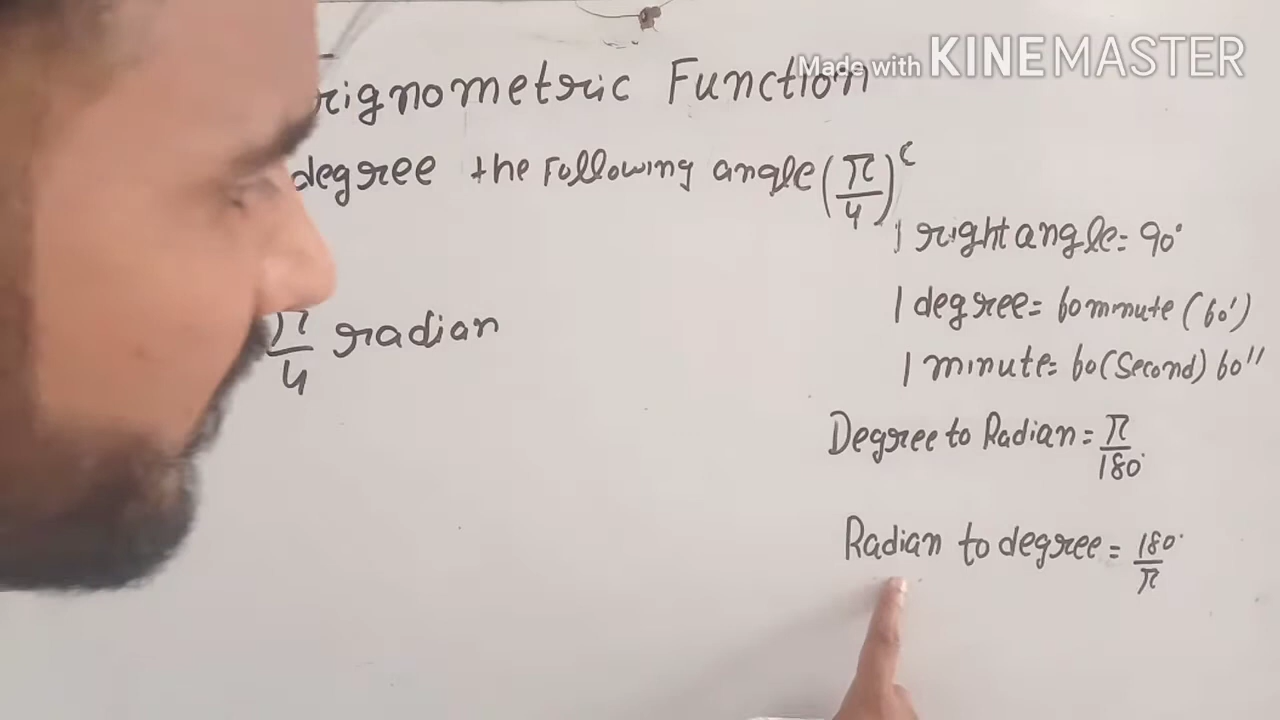 Made with KINEMASTER
rignometric Function
degree the following angle (π/4)ᶜ
1 right angle = 90°
1 degree = 60 minute (60')
π/4 radian
1 minute = 60 (Second) 60''
Degree to Radian = π/180°
Radian to degree = 180°/π